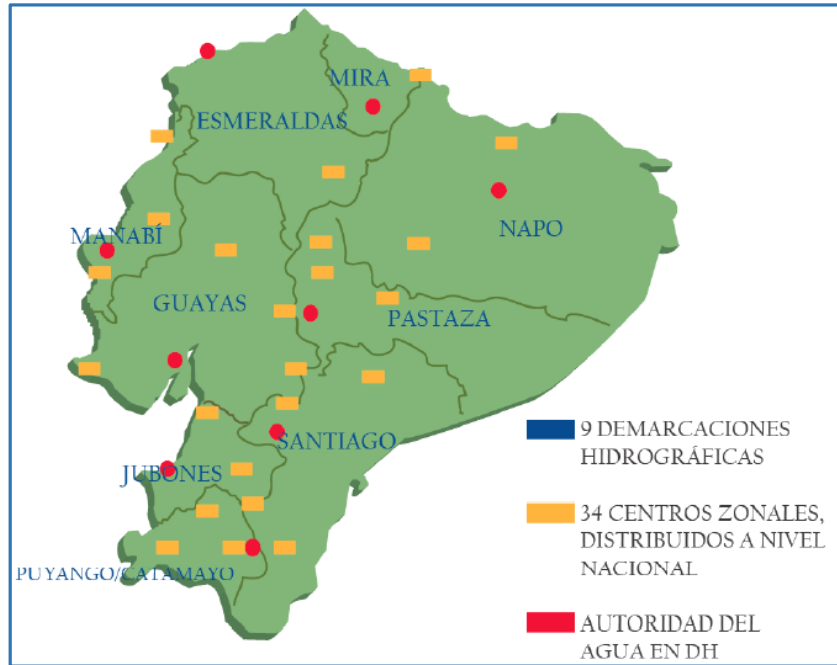 MIRA
ESMERALDAS
NAPO
MANABÍ
GUAYAS
PASTAZA
SANTIAGO
JUBONES
PUYANGO/CATAMAYO
9 DEMARCACIONES
HIDROGRÁFICAS
34 CENTROS ZONALES,
DISTRIBUIDOS A NIVEL
NACIONAL
AUTORIDAD DEL
AGUA EN DH